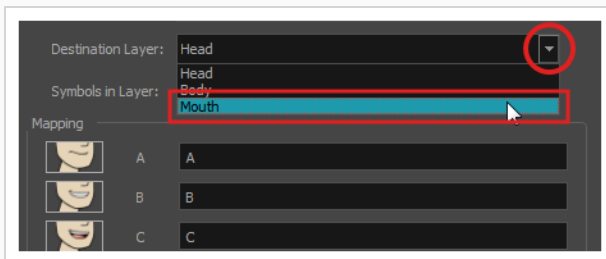 Destination Layer: Head
Head
Symbols in Layer: Body
Mouth
Mapping
A A
B B
C C